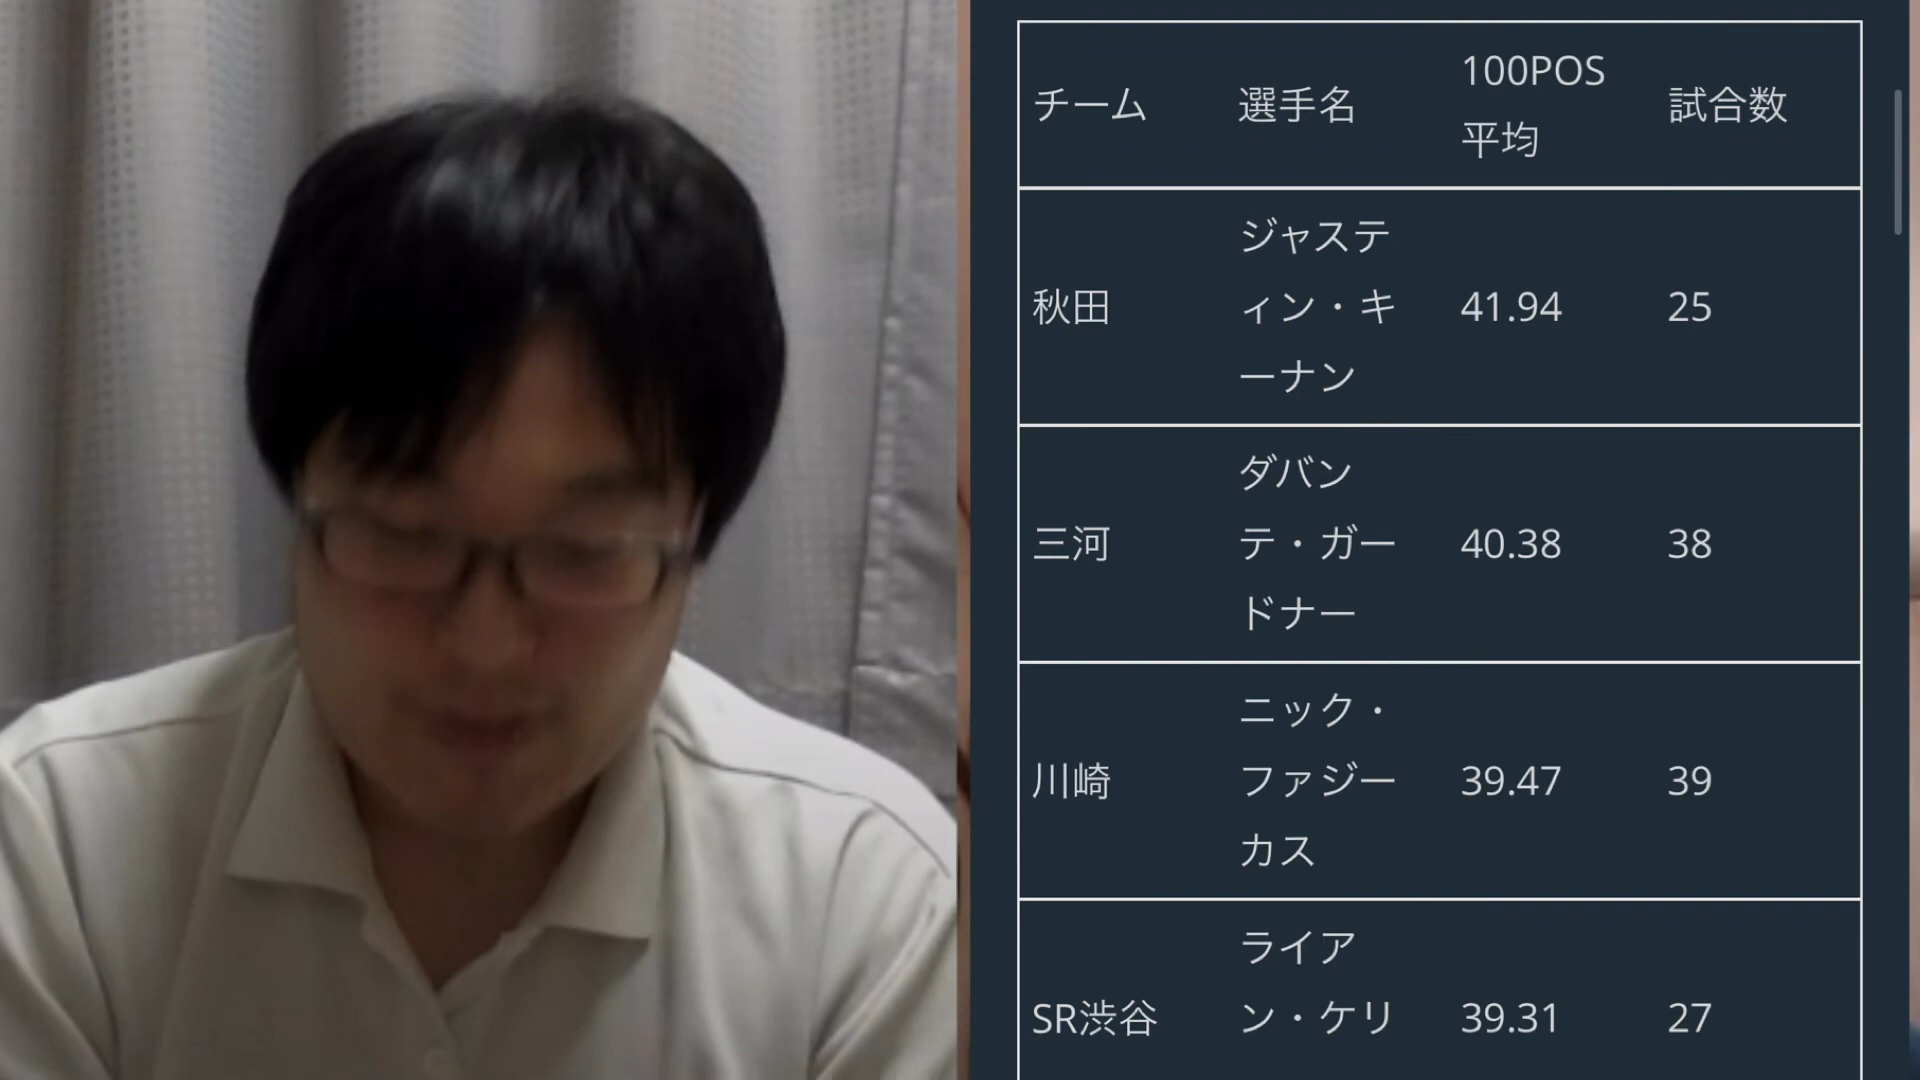 チーム
選手名
100POS
平均
試合数
秋田
ジャステ
ィン・キ
ーナン
41.94
25
三河
ダバン
テ・ガー
ドナー
40.38
38
川崎
ニック・
ファジー
カス
39.47
39
SR渋谷
ライア
ン・ケリ
39.31
27